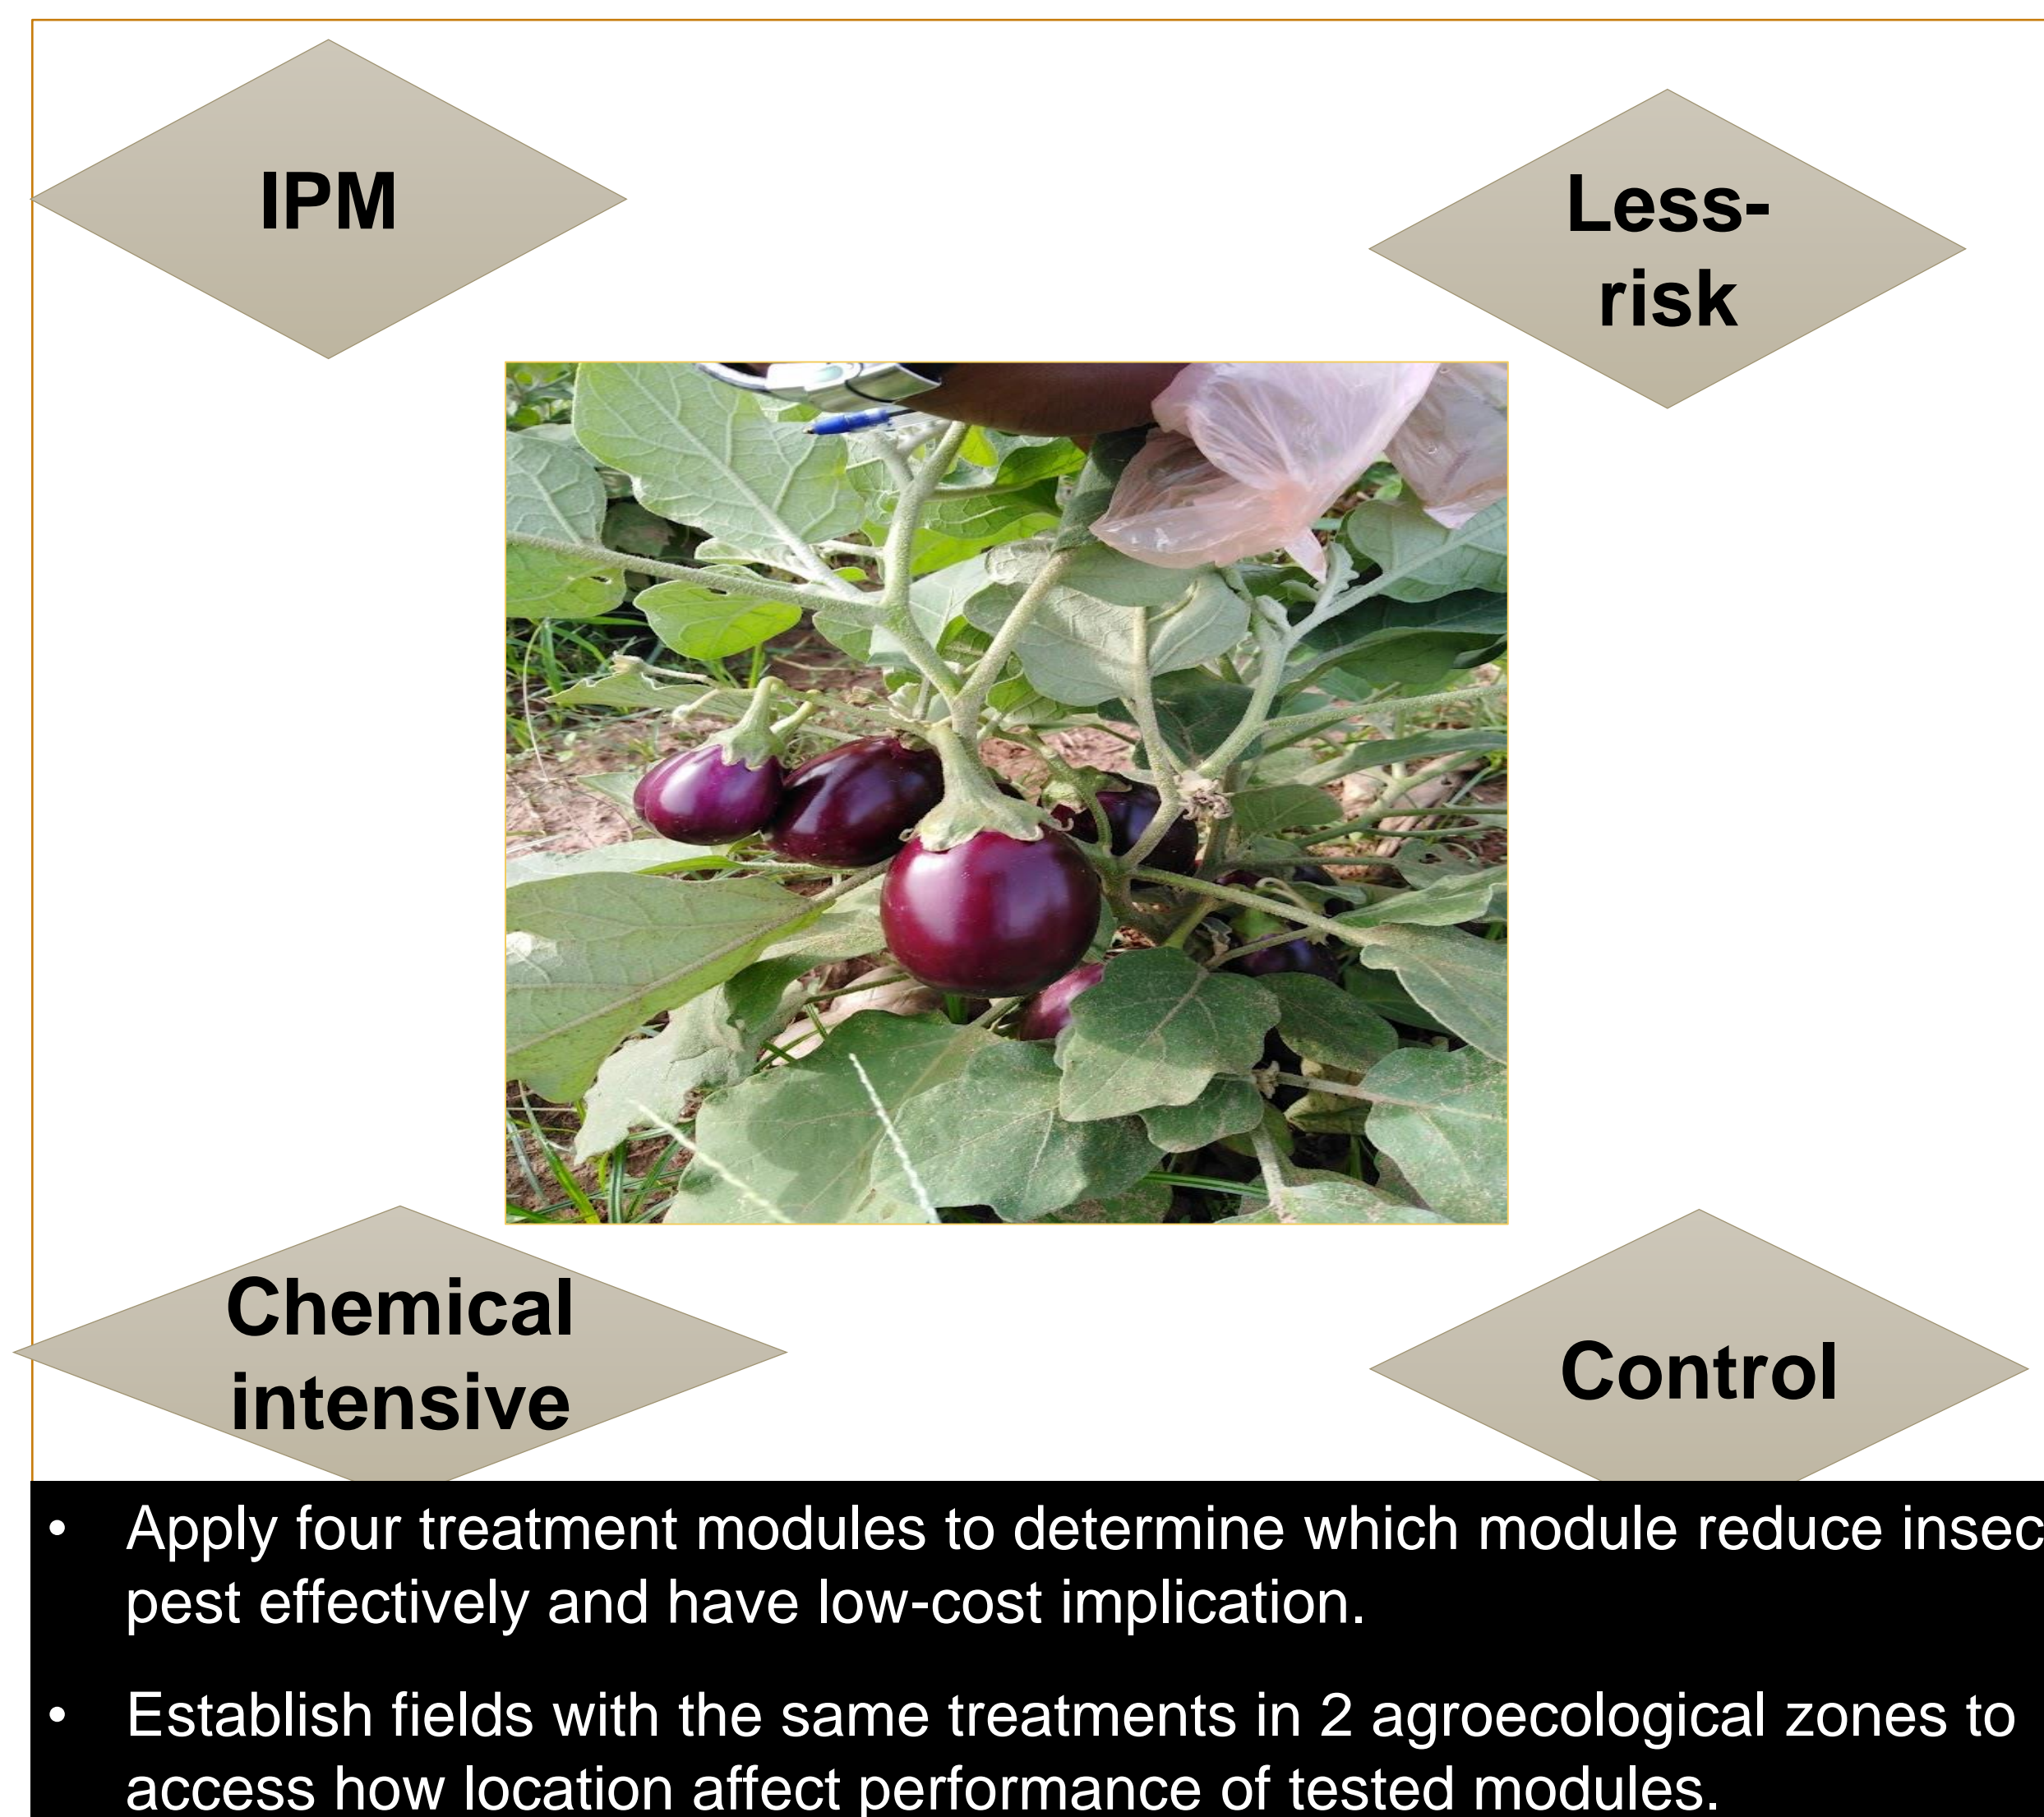 IPM
Less-
risk
Chemical
intensive
Control
• Apply four treatment modules to determine which module reduce insec
pest effectively and have low-cost implication.
• Establish fields with the same treatments in 2 agroecological zones to
access how location affect performance of tested modules.